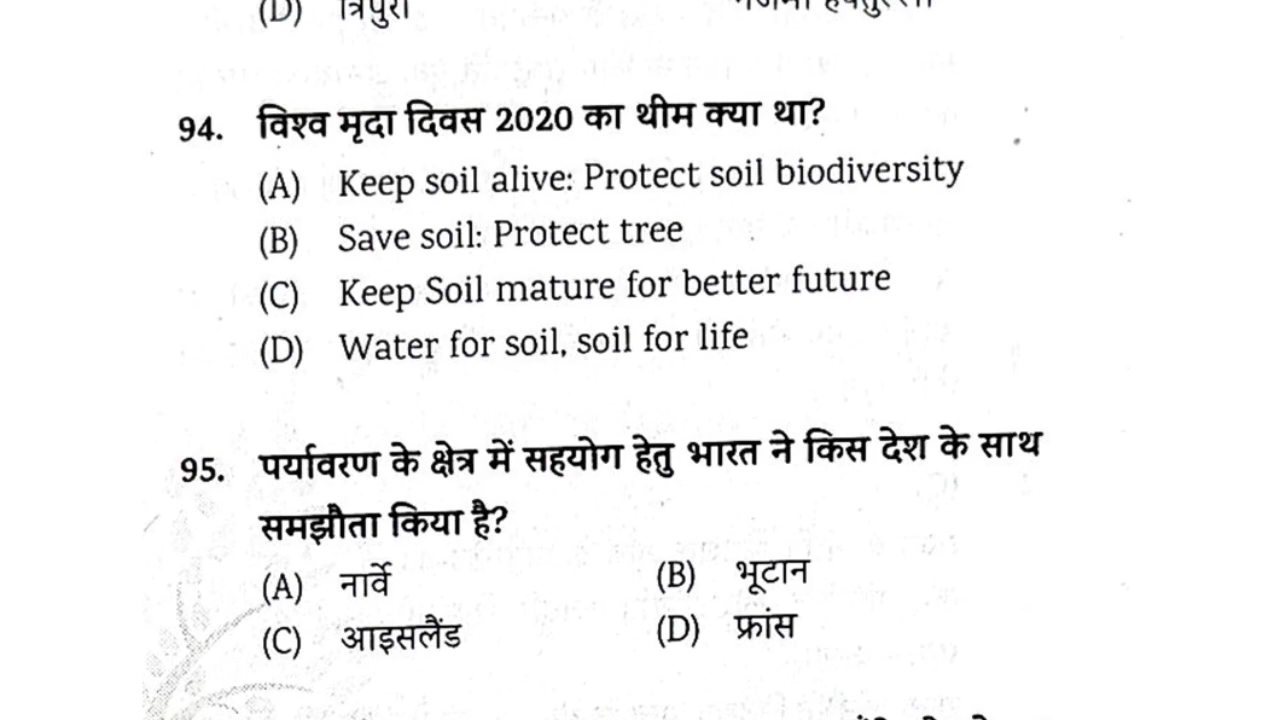 (D) त्रिपुरा
94. विश्व मृदा दिवस 2020 का थीम क्या था?
(A) Keep soil alive: Protect soil biodiversity
(B) Save soil: Protect tree
(C) Keep Soil mature for better future
(D) Water for soil, soil for life
95. पर्यावरण के क्षेत्र में सहयोग हेतु भारत ने किस देश के साथ
समझौता किया है?
(A) नार्वे (B) भूटान
(C) आइसलैंड (D) फ्रांस